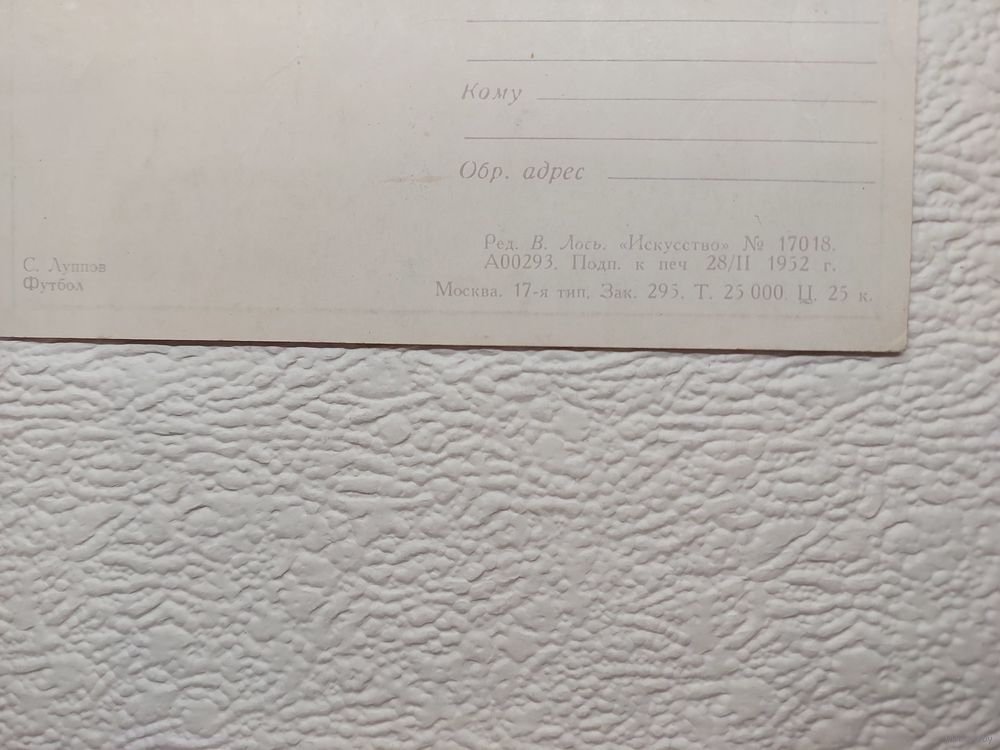 Кому
Обр. адрес
Ред. В. Лось. «Искусство» № 17018.
А00293. Подп. к печ 28/II 1952 г.
Москва. 17-я тип. Зак. 295. Т. 25 000. Ц. 25 к.
С. Луппов
Футбол